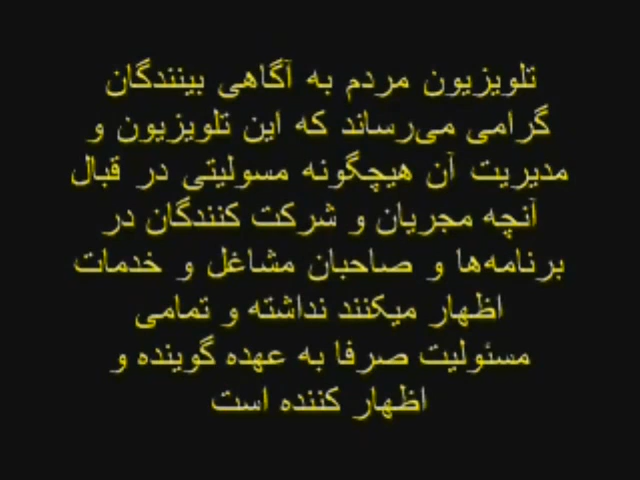 تلویزیون مردم به آگاهی بینندگان
گرامی می‌رساند که این تلویزیون و
مدیریت آن هیچگونه مسولیتی در قبال
آنچه مجریان و شرکت کنندگان در
برنامه‌ها و صاحبان مشاغل و خدمات
اظهار میکنند نداشته و تمامی
مسئولیت صرفا به عهده گوینده و
اظهار کننده است